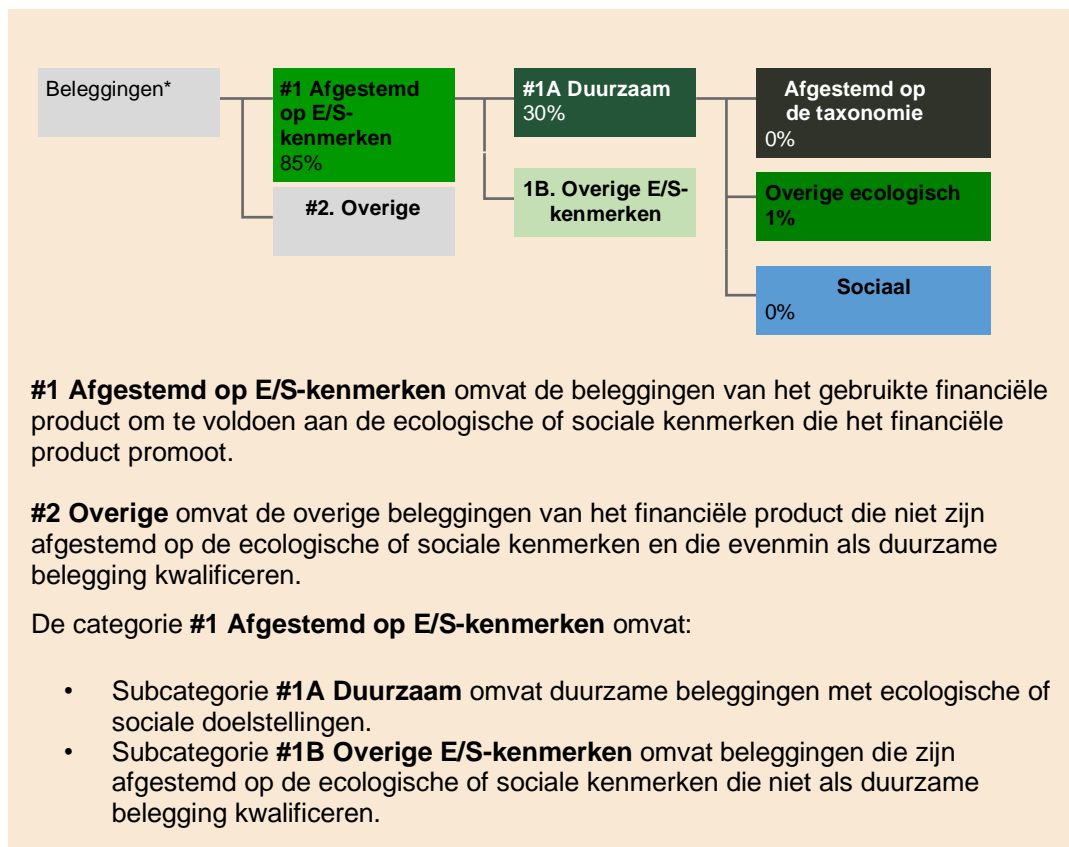 Beleggingen*
#1 Afgestemd
op E/S-
kenmerken
85%
#2. Overige
#1A Duurzaam
30%
1B. Overige E/S-
kenmerken
Afgestemd op
de taxonomie
0%
Overige ecologisch
1%
Sociaal
0%
#1 Afgestemd op E/S-kenmerken omvat de beleggingen van het gebruikte financiële
product om te voldoen aan de ecologische of sociale kenmerken die het financiële
product promoot.
#2 Overige omvat de overige beleggingen van het financiële product die niet zijn
afgestemd op de ecologische of sociale kenmerken en die evenmin als duurzame
belegging kwalificeren.
De categorie #1 Afgestemd op E/S-kenmerken omvat:
• Subcategorie #1A Duurzaam omvat duurzame beleggingen met ecologische of
sociale doelstellingen.
• Subcategorie #1B Overige E/S-kenmerken omvat beleggingen die zijn
afgestemd op de ecologische of sociale kenmerken die niet als duurzame
belegging kwalificeren.